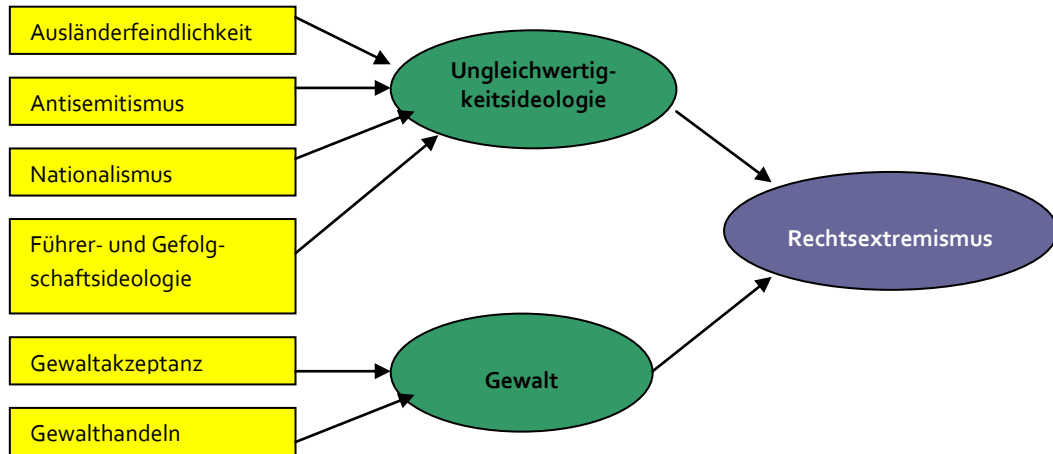 Ausländerfeindlichkeit
Antisemitismus
Nationalismus
Führer- und Gefolg-
schaftsideologie
Gewaltakzeptanz
Gewalthandeln
Ungleichwertig-
keitsideologie
Gewalt
Rechtsextremismus